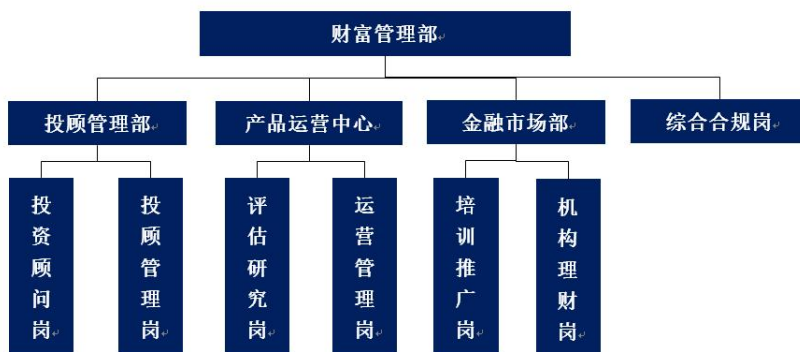 财富管理部
投顾管理部
产品运营中心
金融市场部
综合合规岗
投资顾问岗
投顾管理岗
评估研究岗
运营管理岗
培训推广岗
机构理财岗